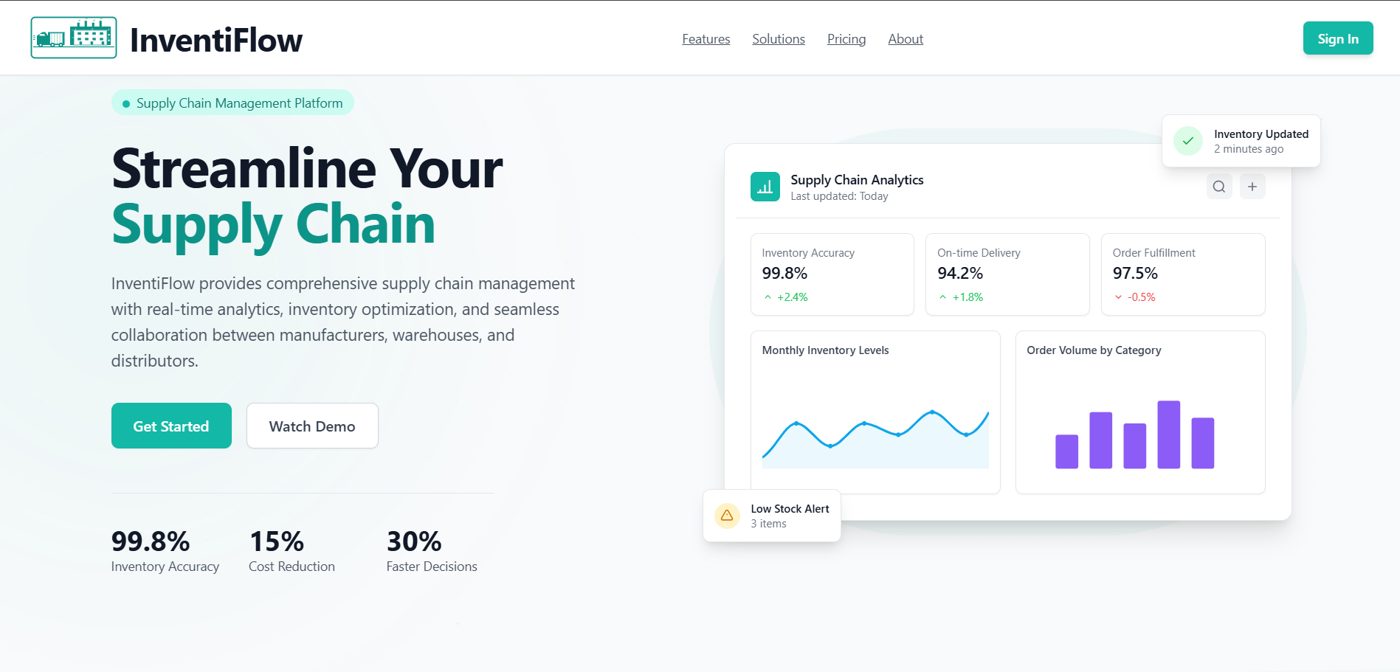 InventiFlow
Features
Solutions
Pricing
About
Sign In
Supply Chain Management Platform
Streamline Your
Supply Chain
InventiFlow provides comprehensive supply chain management
with real-time analytics, inventory optimization, and seamless
collaboration between manufacturers, warehouses, and
distributors.
Get Started
Watch Demo
99.8%
Inventory Accuracy
15%
Cost Reduction
30%
Faster Decisions
Inventory Updated
2 minutes ago
Supply Chain Analytics
Last updated: Today
Inventory Accuracy
99.8%
+2.4%
On-time Delivery
94.2%
+1.8%
Order Fulfillment
97.5%
-0.5%
Monthly Inventory Levels
Order Volume by Category
Low Stock Alert
3 items